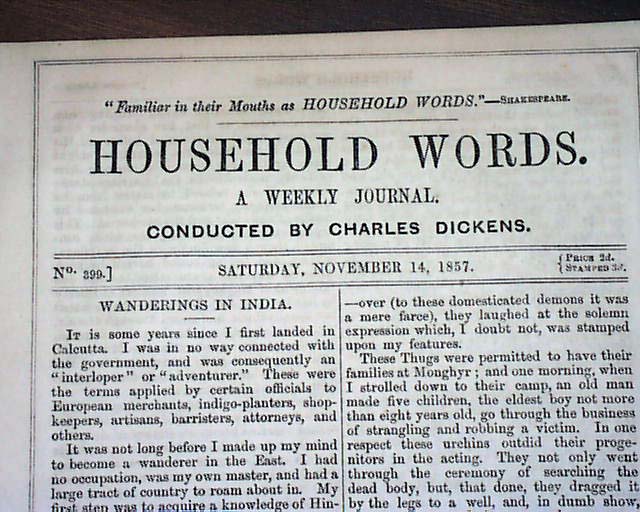 "Familiar in their Mouths as HOUSEHOLD WORDS."—SHAKESPEARE.
HOUSEHOLD WORDS.
A WEEKLY JOURNAL.
CONDUCTED BY CHARLES DICKENS.
No. 399.]
SATURDAY, NOVEMBER 14, 1857.
{ PRICE 2d.
{ STAMPED 3d.
WANDERINGS IN INDIA.
IT is some years since I first landed in
Calcutta. I was in no way connected with
the government, and was consequently an
"interloper" or "adventurer." These were
the terms applied by certain officials to
European merchants, indigo-planters, shop-
keepers, artisans, barristers, attorneys, and
others.
It was not long before I made up my mind
to become a wanderer in the East. I had
no occupation, was my own master, and had a
large tract of country to roam about in. My
first step was to acquire a knowledge of Hin-
—over (to these domesticated demons it was
a mere farce), they laughed at the solemn
expression which, I doubt not, was stamped
upon my features.
These Thugs were permitted to have their
families at Monghyr; and one morning, when
I strolled down to their camp, an old man
made five children, the eldest boy not more
than eight years old, go through the business
of strangling and robbing a victim. In one
respect these urchins outdid their proge-
nitors in the acting. They not only went
through the ceremony of searching the
dead body, but, that done, they dragged it
by the legs to a well, and, in dumb show,